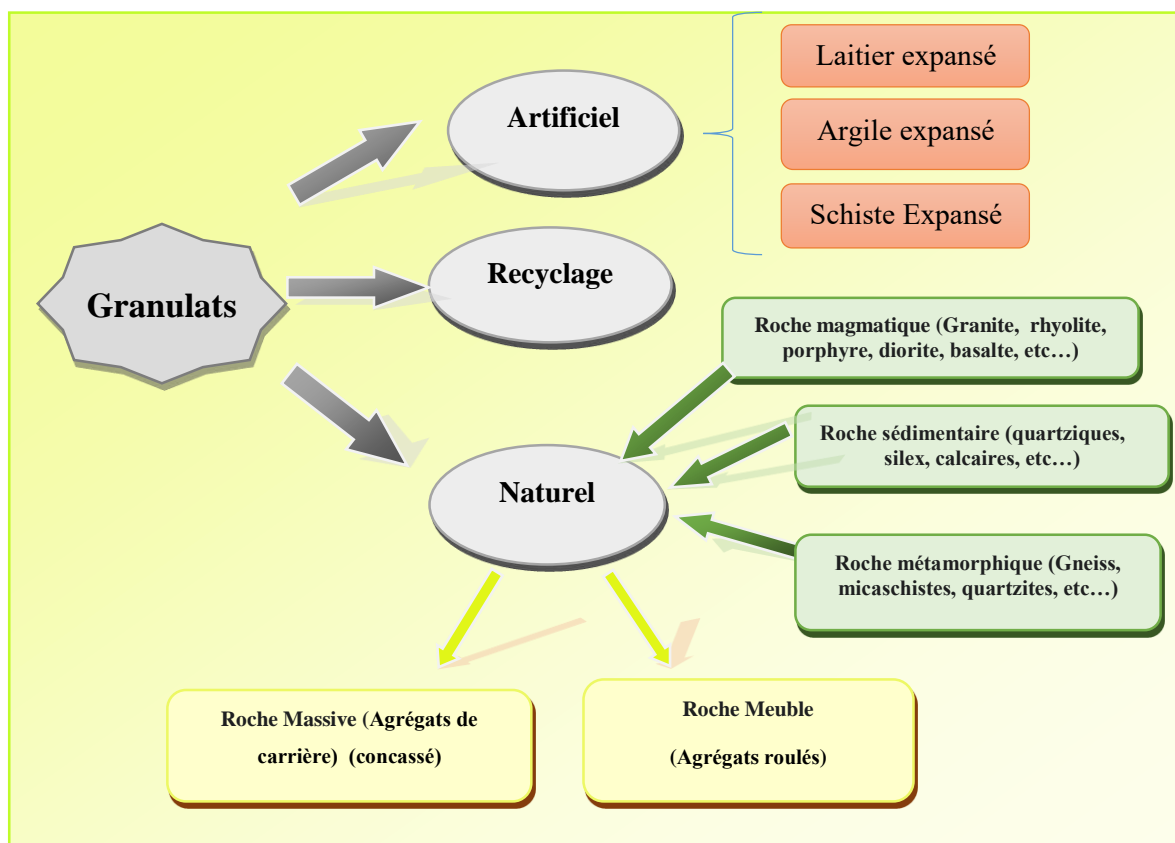 Laitier expansé
Artificiel
Argile expansé
Schiste Expansé
Granulats
Recyclage
Roche magmatique (Granite, rhyolite,
porphyre, diorite, basalte, etc…)
Roche sédimentaire (quartziques,
silex, calcaires, etc…)
Naturel
Roche métamorphique (Gneiss,
micaschistes, quartzites, etc…)
Roche Massive (Agrégats de
carrière) (concassé)
Roche Meuble
(Agrégats roulés)